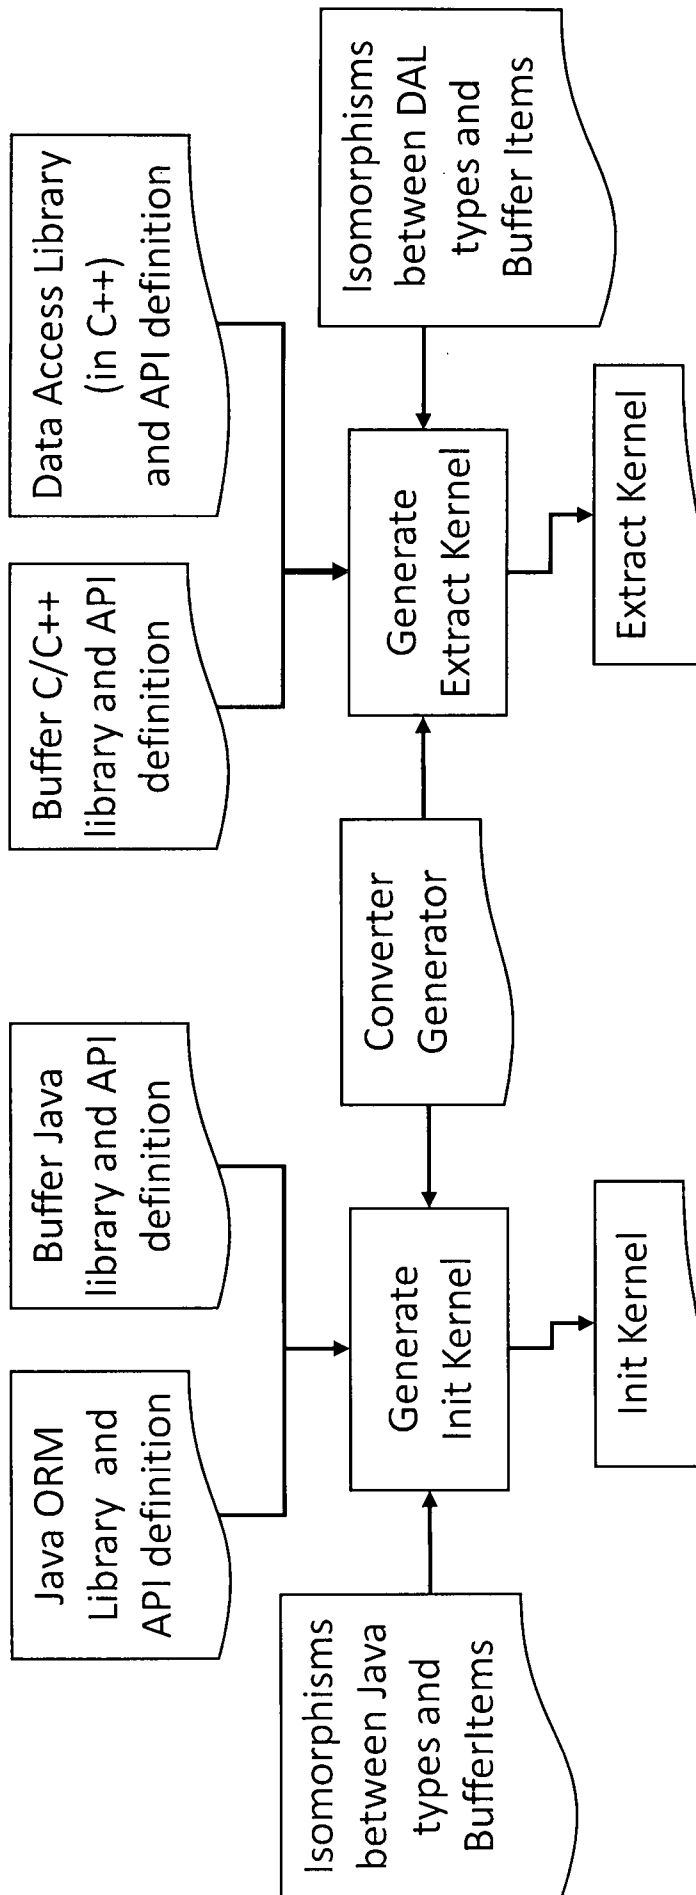 Java ORM
Library and
API definition
Buffer Java
library and API
definition
Buffer C/C++
library and API
definition
Data Access Library
(in C++)
and API definition
Isomorphisms
between Java
types and
BufferItems
Generate
Init Kernel
Converter
Generator
Generate
Extract Kernel
Isomorphisms
between DAL
types and
Buffer Items
Init Kernel
Extract Kernel